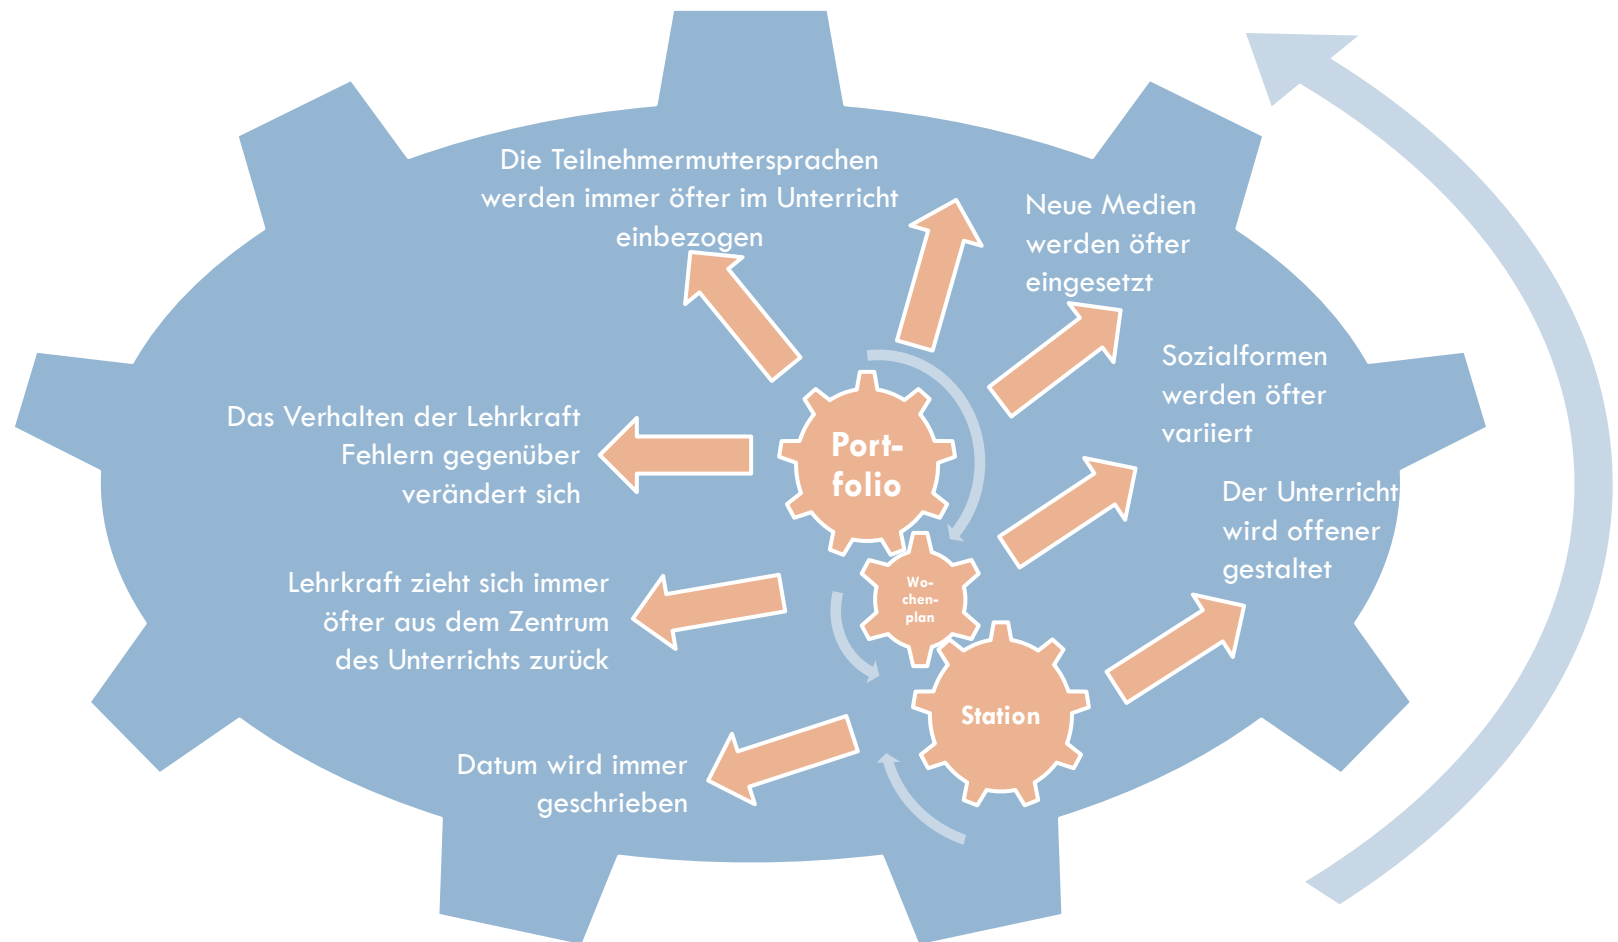 Die Teilnehmermuttersprachen
werden immer öfter im Unterricht
einbezogen
Neue Medien
werden öfter
eingesetzt
Sozialformen
werden öfter
variiert
Das Verhalten der Lehrkraft
Fehlern gegenüber
verändert sich
Port-
folio
Der Unterricht
wird offener
gestaltet
Lehrkraft zieht sich immer
öfter aus dem Zentrum
des Unterrichts zurück
Wo-
chen-
plan
Station
Datum wird immer
geschrieben